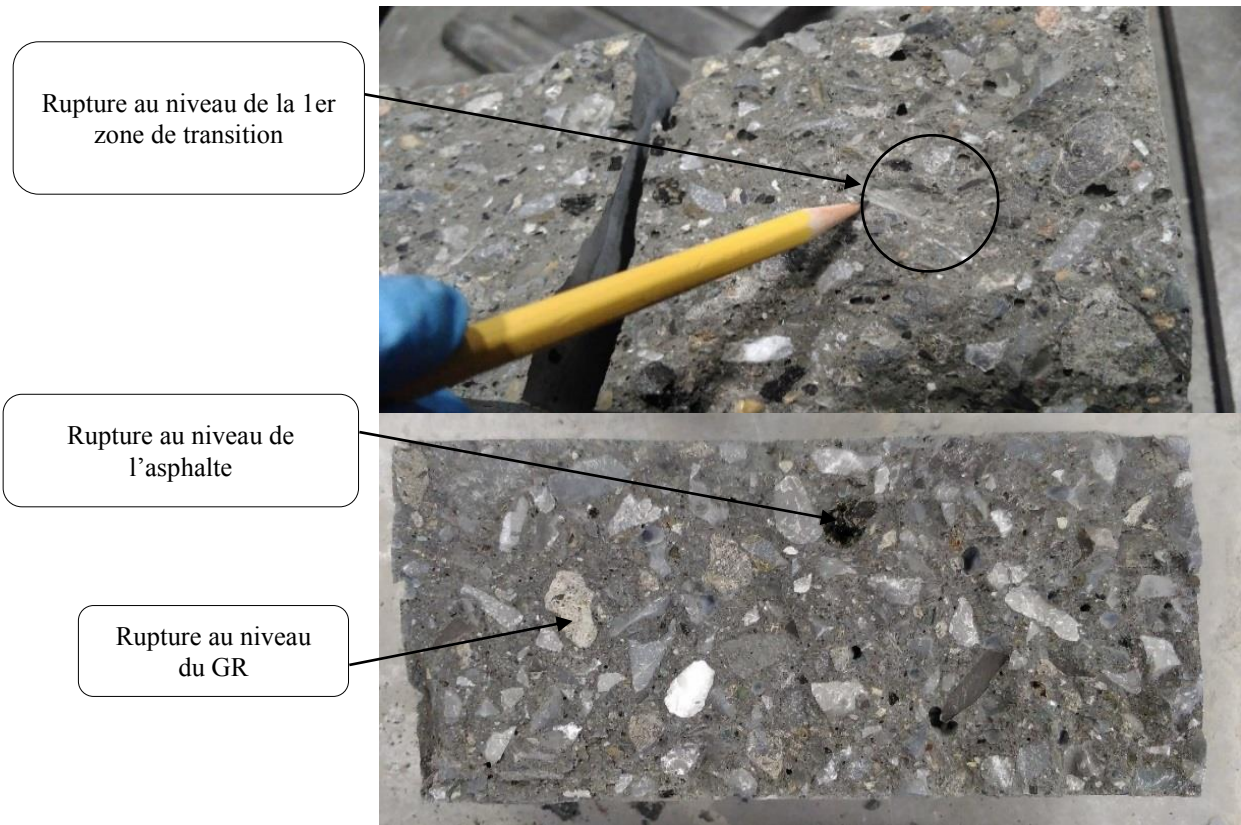 Rupture au niveau de la 1er
zone de transition
Rupture au niveau de
l’asphalte
Rupture au niveau
du GR